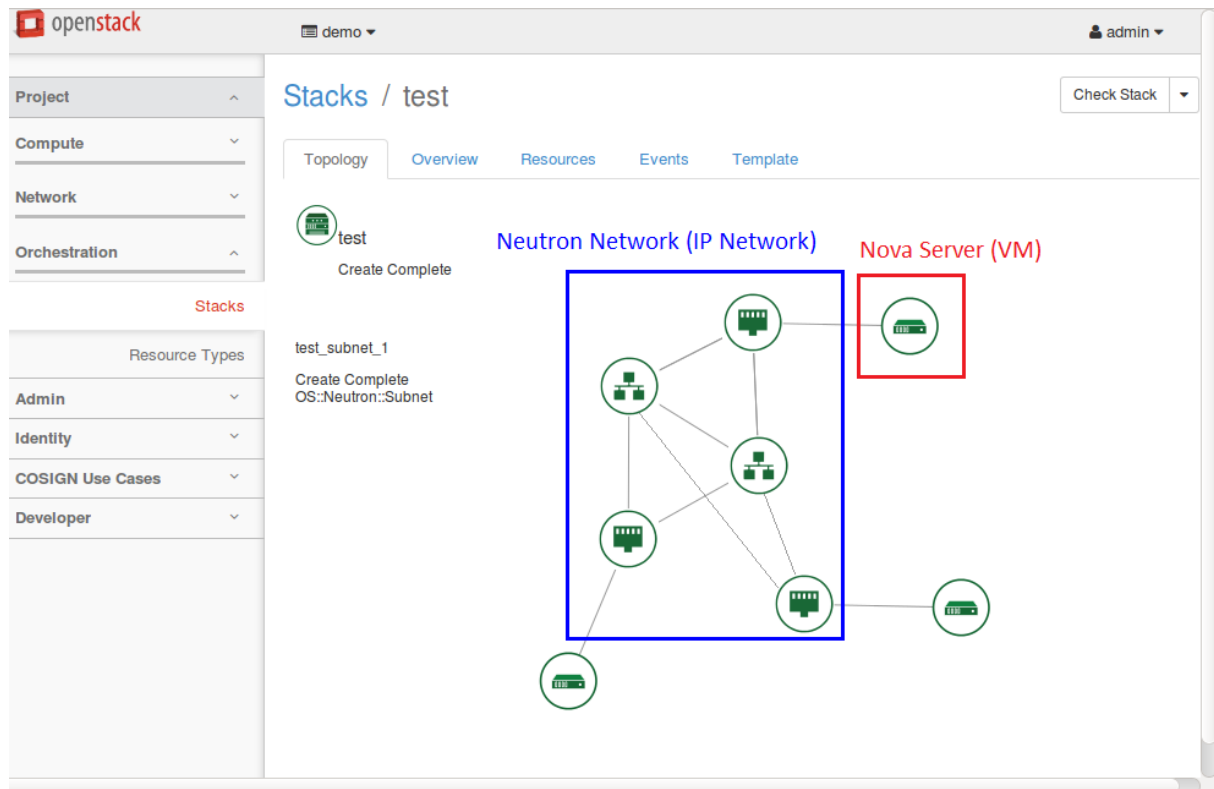 openstack
demo
admin
Project
Compute
Network
Orchestration
Stacks
Resource Types
Admin
Identity
COSIGN Use Cases
Developer
Stacks / test
Check Stack
Topology
Overview
Resources
Events
Template
test
Create Complete
test_subnet_1
Create Complete
OS::Neutron::Subnet
Neutron Network (IP Network)
Nova Server (VM)